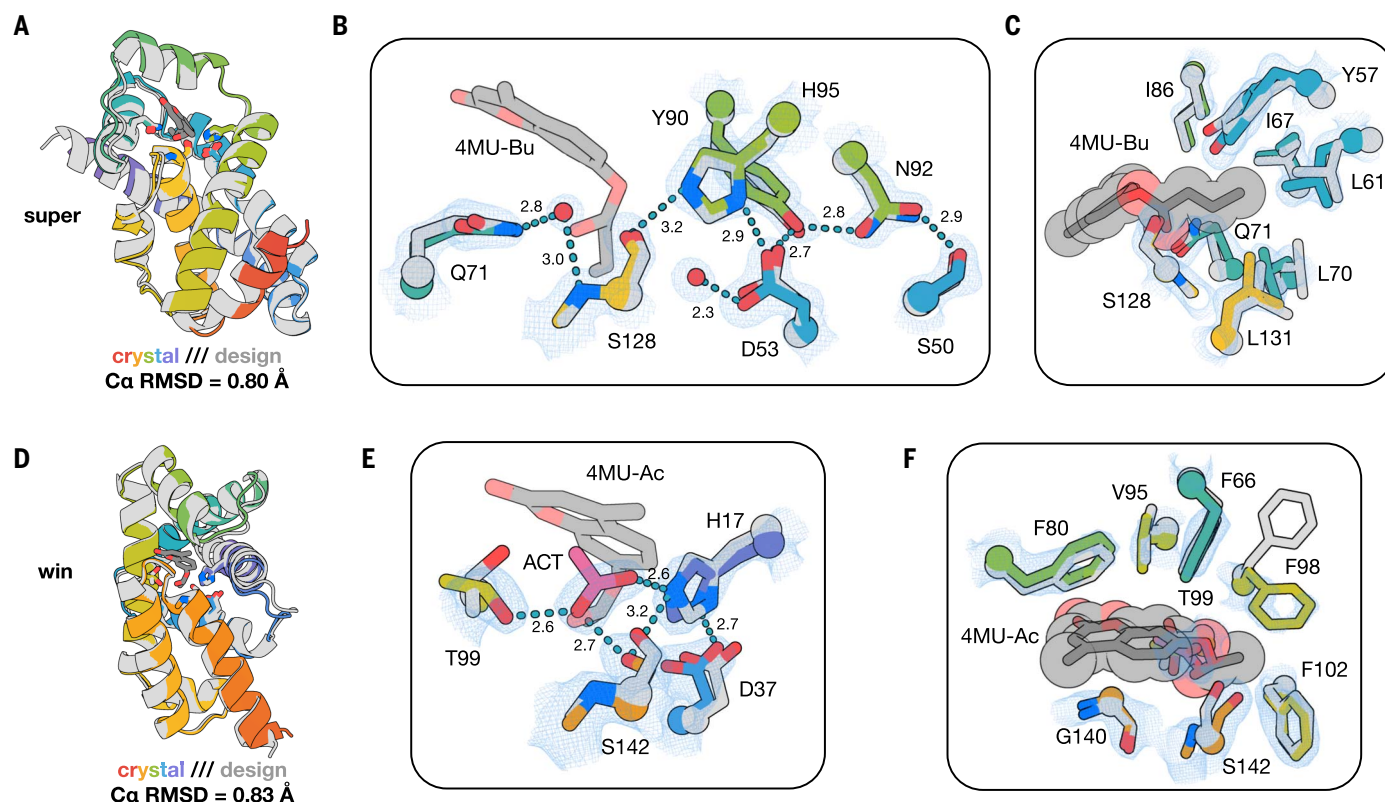 A
super
crystal /// design
Cα RMSD = 0.80 Å
B
H95
Y90
4MU-Bu
N92
2.8
3.2
2.8
2.9
2.9
2.7
3.0
Q71
2.3
S128
D53
S50
C
Y57
I86
I67
4MU-Bu
L61
Q71
L70
S128
L131
D
win
crystal /// design
Cα RMSD = 0.83 Å
E
4MU-Ac
H17
ACT
2.6
3.2
2.6
2.7
2.7
T99
D37
S142
F
F66
V95
F80
F98
T99
4MU-Ac
F102
G140
S142